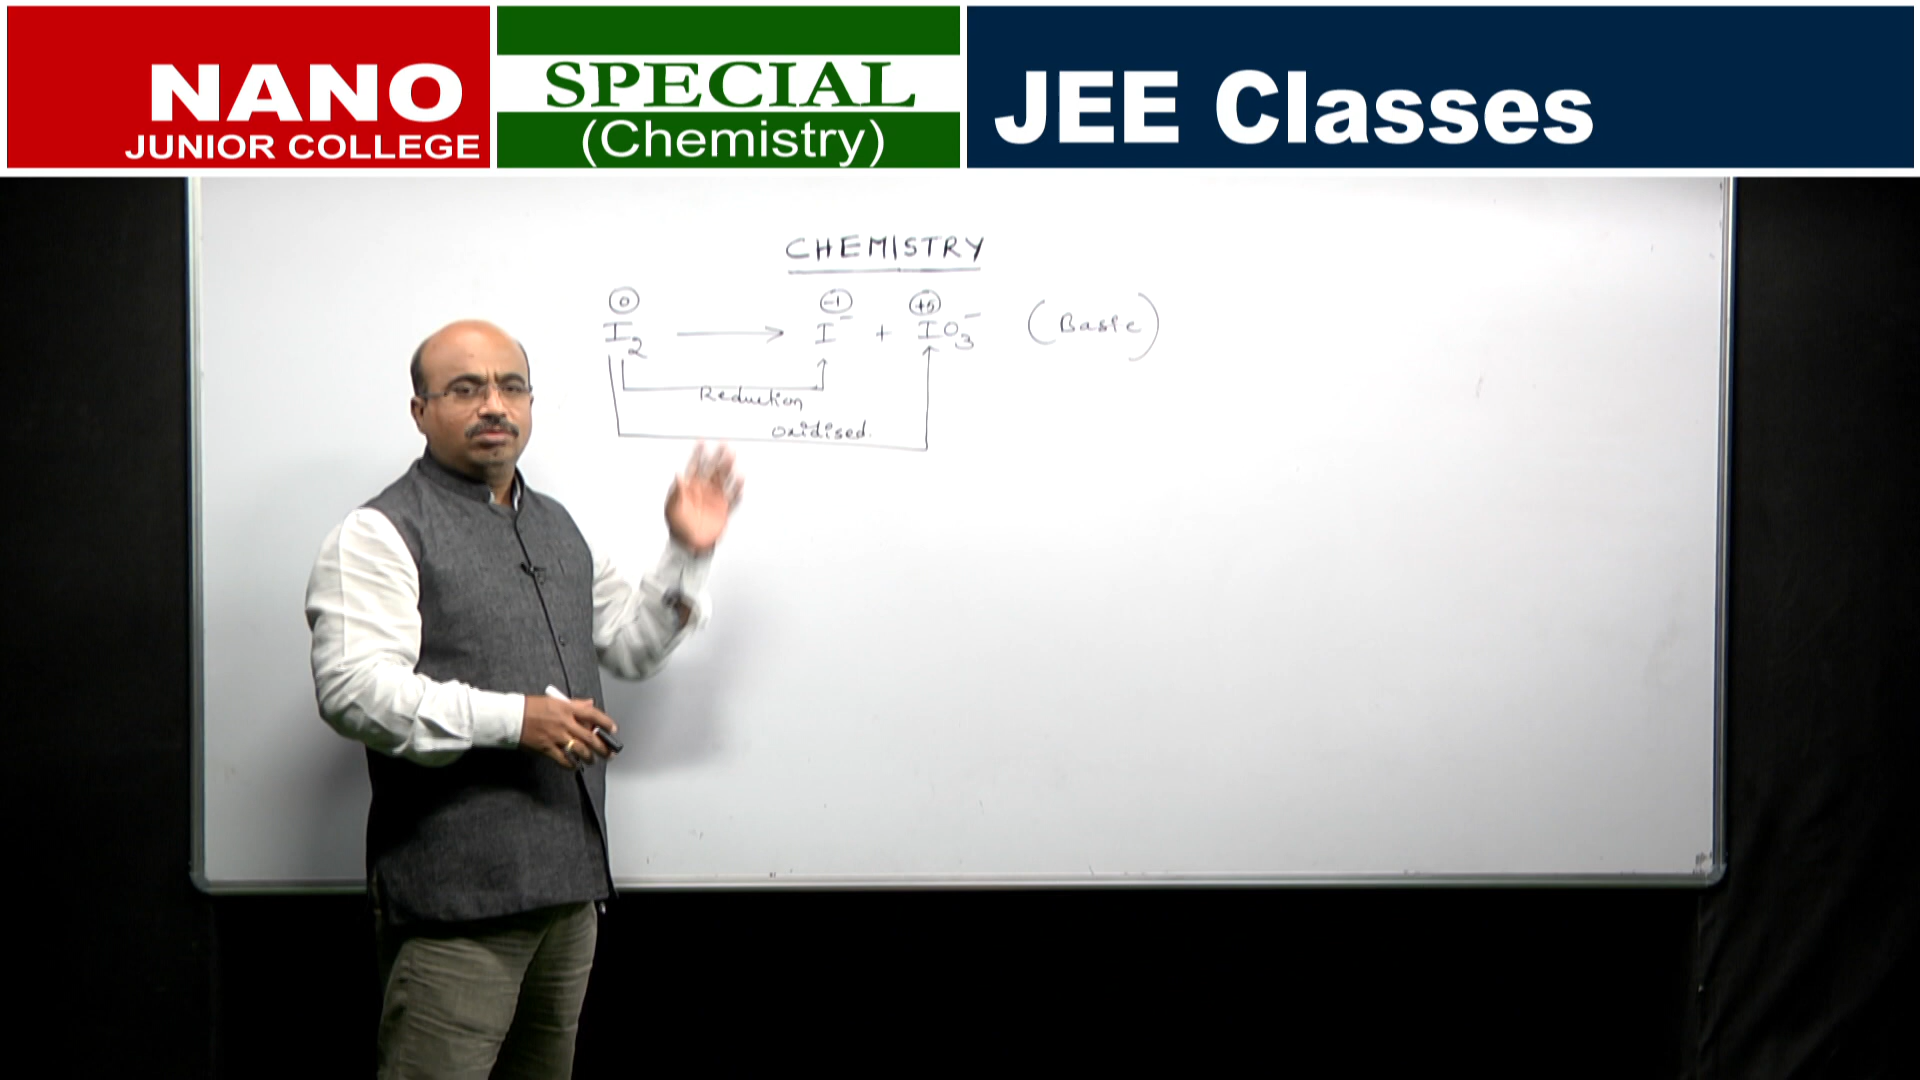 NANO
JUNIOR COLLEGE
SPECIAL
(Chemistry)
JEE Classes
CHEMISTRY
0 -1 +5
I₂ → I⁻ + IO₃⁻ (Basic)
Reduction
oxidised.